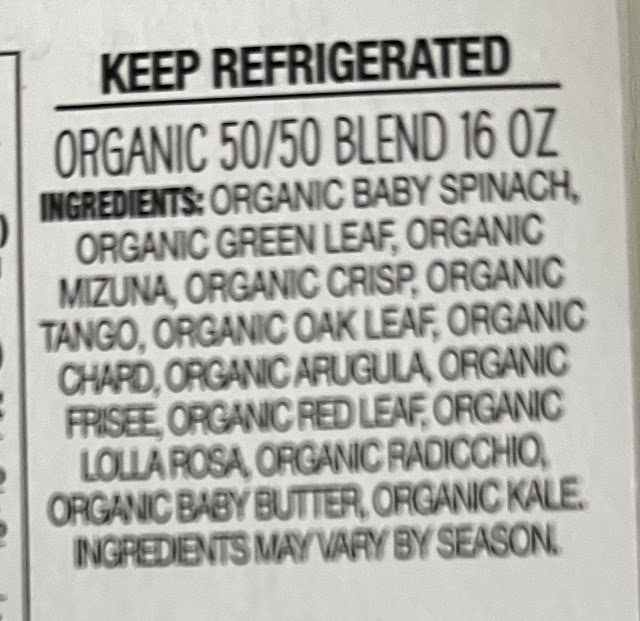 KEEP REFRIGERATED
ORGANIC 50/50 BLEND 16 OZ
INGREDIENTS: ORGANIC BABY SPINACH,
ORGANIC GREEN LEAF, ORGANIC
MIZUNA, ORGANIC CRISP, ORGANIC
TANGO, ORGANIC OAK LEAF, ORGANIC
CHARD, ORGANIC ARUGULA, ORGANIC
FRISEE, ORGANIC RED LEAF, ORGANIC
LOLLA ROSA, ORGANIC RADICCHIO,
ORGANIC BABY BUTTER, ORGANIC KALE.
INGREDIENTS MAY VARY BY SEASON.